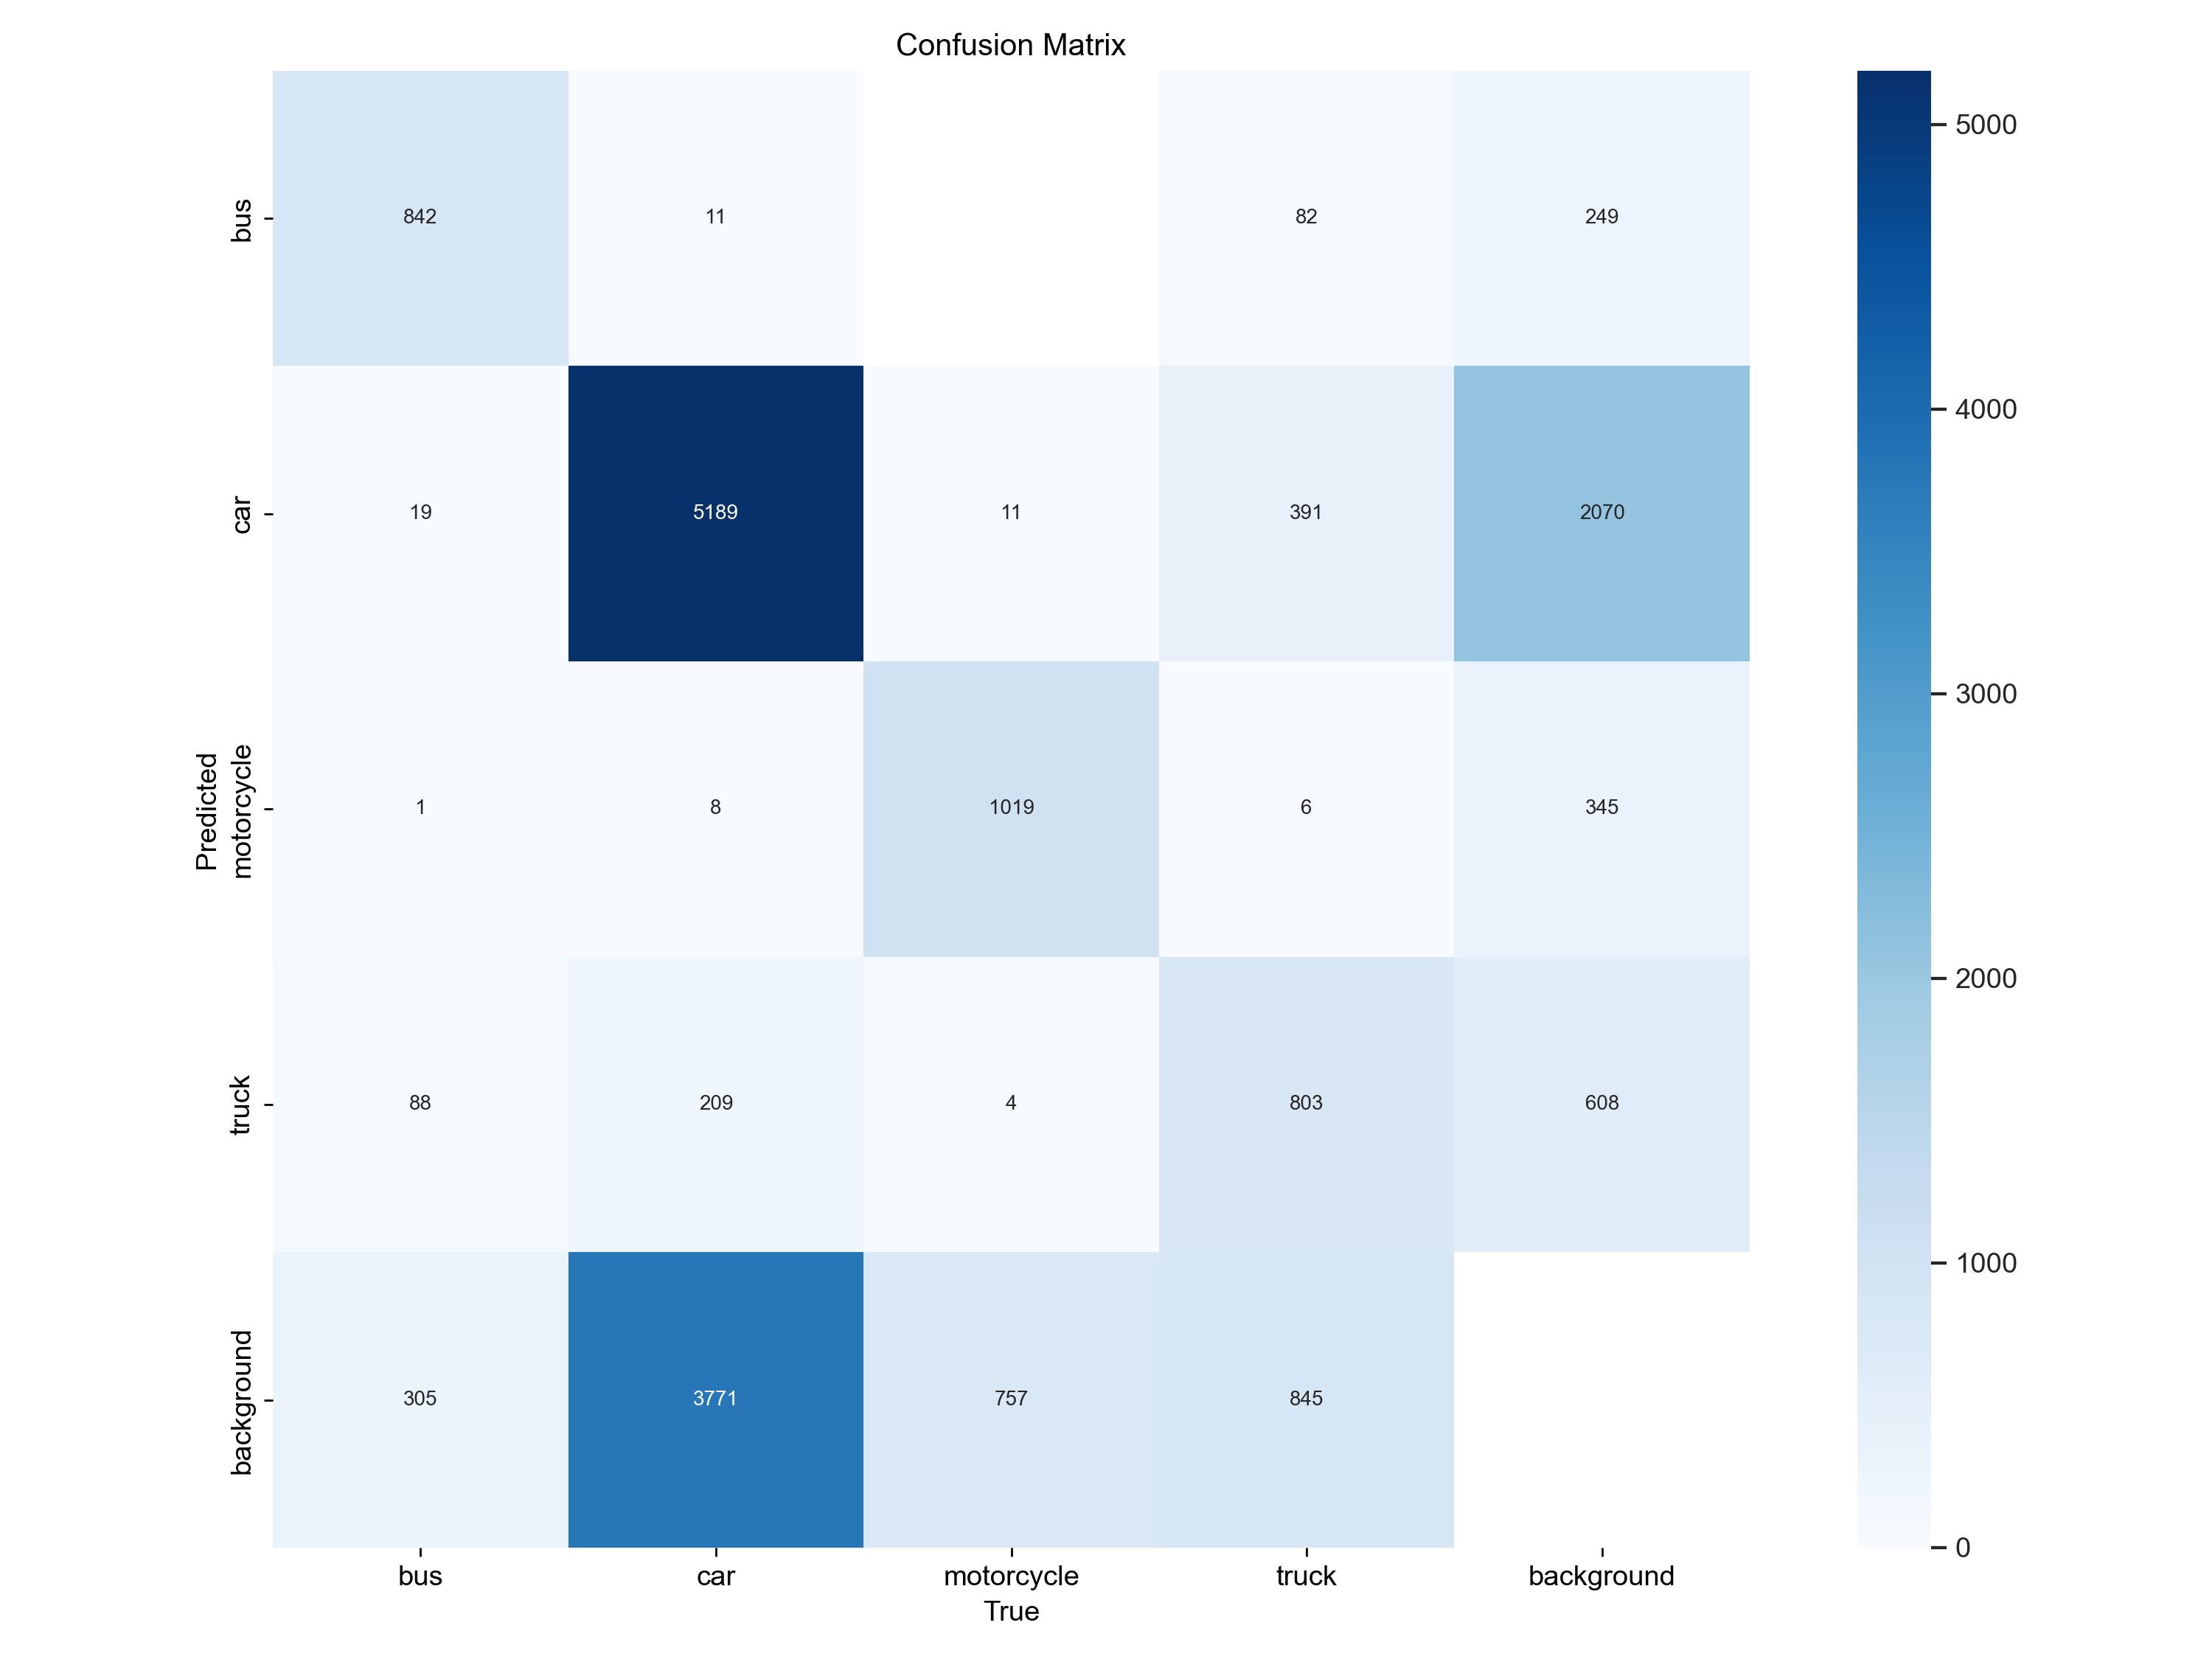 Confusion Matrix
Predicted
bus
842
11
82
249
car
19
5189
11
391
2070
motorcycle
1
8
1019
6
345
truck
88
209
4
803
608
background
305
3771
757
845
bus
car
motorcycle
truck
background
True
5000
4000
3000
2000
1000
0